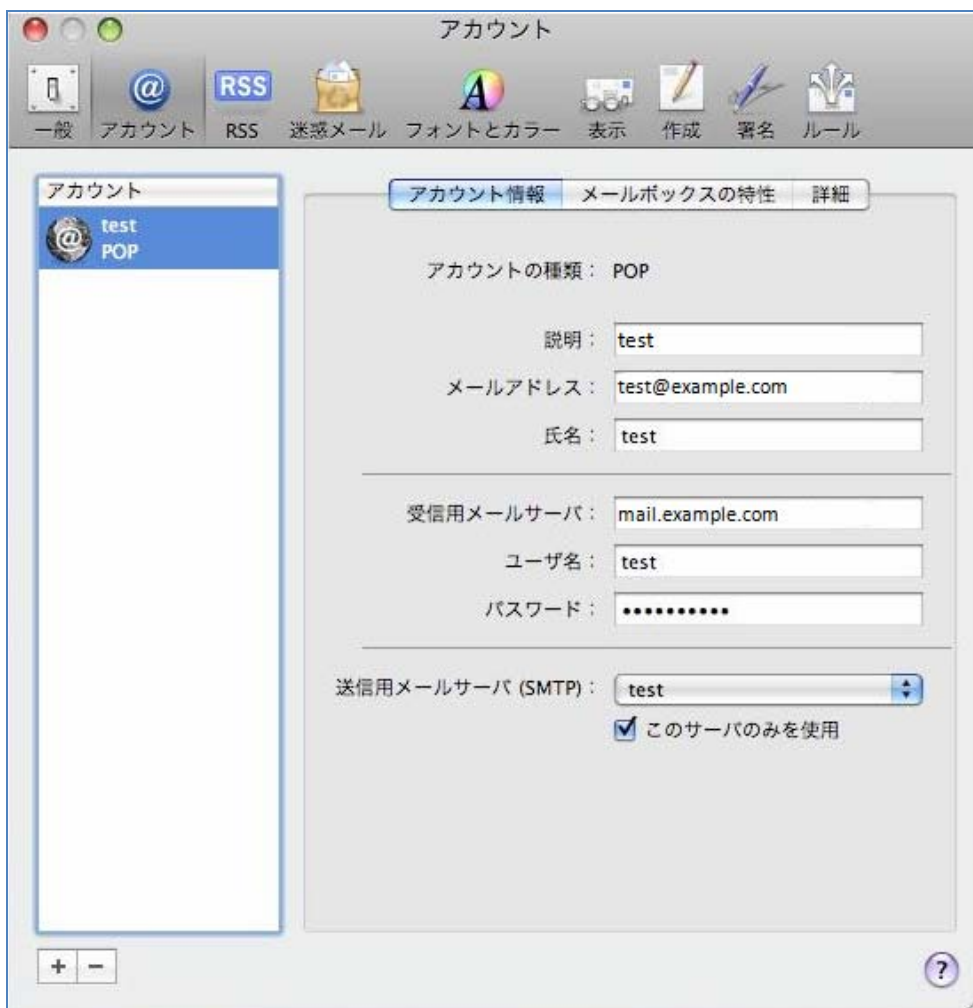 アカウント
一般 アカウント RSS 迷惑メール フォントとカラー 表示 作成 署名 ルール
RSS
アカウント
test
POP
アカウント情報 メールボックスの特性 詳細
アカウントの種類： POP
説明： test
メールアドレス： test@example.com
氏名： test
受信用メールサーバ： mail.example.com
ユーザ名： test
パスワード： ••••••••••
送信用メールサーバ (SMTP)： test
このサーバのみを使用
+ −
?